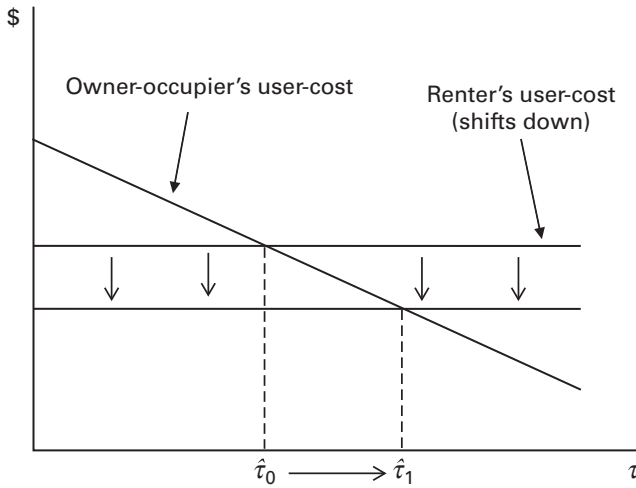 $
Owner-occupier's user-cost
Renter's user-cost
(shifts down)
τ̂0 τ̂1 τ